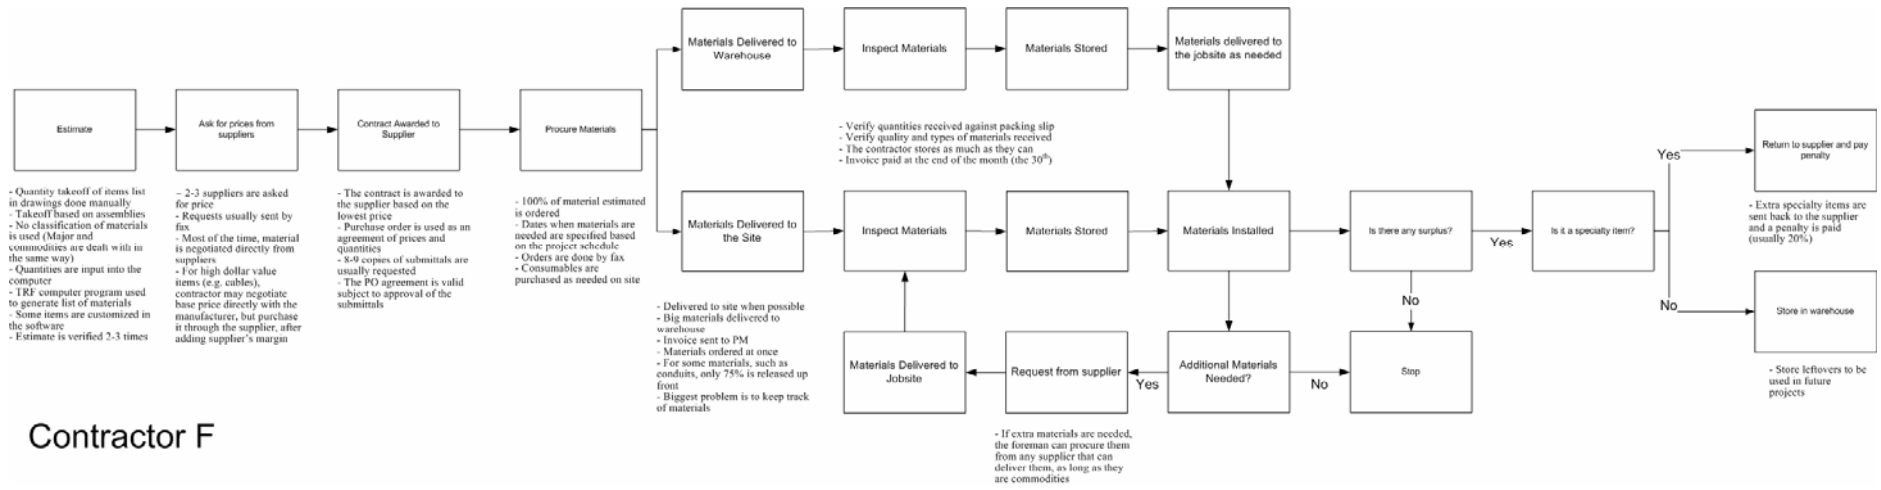 Materials Delivered to
Warehouse
Inspect Materials
Materials Stored
Materials delivered to
the jobsite as needed
Estimate
Ask for prices from
suppliers
Contract Awarded to
Supplier
Procure Materials
- Verify quantities received against packing slip
- Verify quality and types of materials received
- The contractor stores as much as they can
- Invoice paid at the end of the month (the 30th)
Yes
Return to supplier and pay
penalty
- Quantity takeoff of items list
in drawings done manually
- Takeoff based on assemblies
- No classification of materials
is used (Major and
commodities are dealt with in
the same way)
- Quantities are input into the
computer
- TRF computer program used
to generate list of materials
- Some items are customized in
the software
- Estimate is verified 2-3 times
- 2-3 suppliers are asked
for price
- Requests usually sent by
fax
- Most of the time, material
is negotiated directly from
suppliers
- For high dollar value
items (e.g. cables),
contractor may negotiate
base price directly with the
manufacturer, but purchase
it through the supplier, after
adding supplier's margin
- The contract is awarded to
the supplier based on the
lowest price
- Purchase order is used as an
agreement of prices and
quantities
- 8-9 copies of submittals are
usually requested
- The PO agreement is valid
subject to approval of the
submittals
- 100% of material estimated
is ordered
- Dates when materials are
needed are specified based
on the project schedule
- Orders are done by fax
- Consumables are
purchased as needed on site
Materials Delivered to
the Site
Inspect Materials
Materials Stored
Materials Installed
Is there any surplus?
Yes
Is it a specialty item?
- Extra specialty items are
sent back to the supplier
and a penalty is paid
(usually 20%)
No
No
Store in warehouse
- Delivered to site when possible
- Big materials delivered to
warehouse
- Invoice sent to PM
- Materials ordered at once
- For some materials, such as
conduits, only 75% is released up
front
- Biggest problem is to keep track
of materials
Materials Delivered to
Jobsite
Request from supplier
Yes
Additional Materials
Needed?
No
Stop
- Store leftovers to be
used in future
projects
- If extra materials are needed,
the foreman can procure them
from any supplier that can
deliver them, as long as they
are commodities
Contractor F